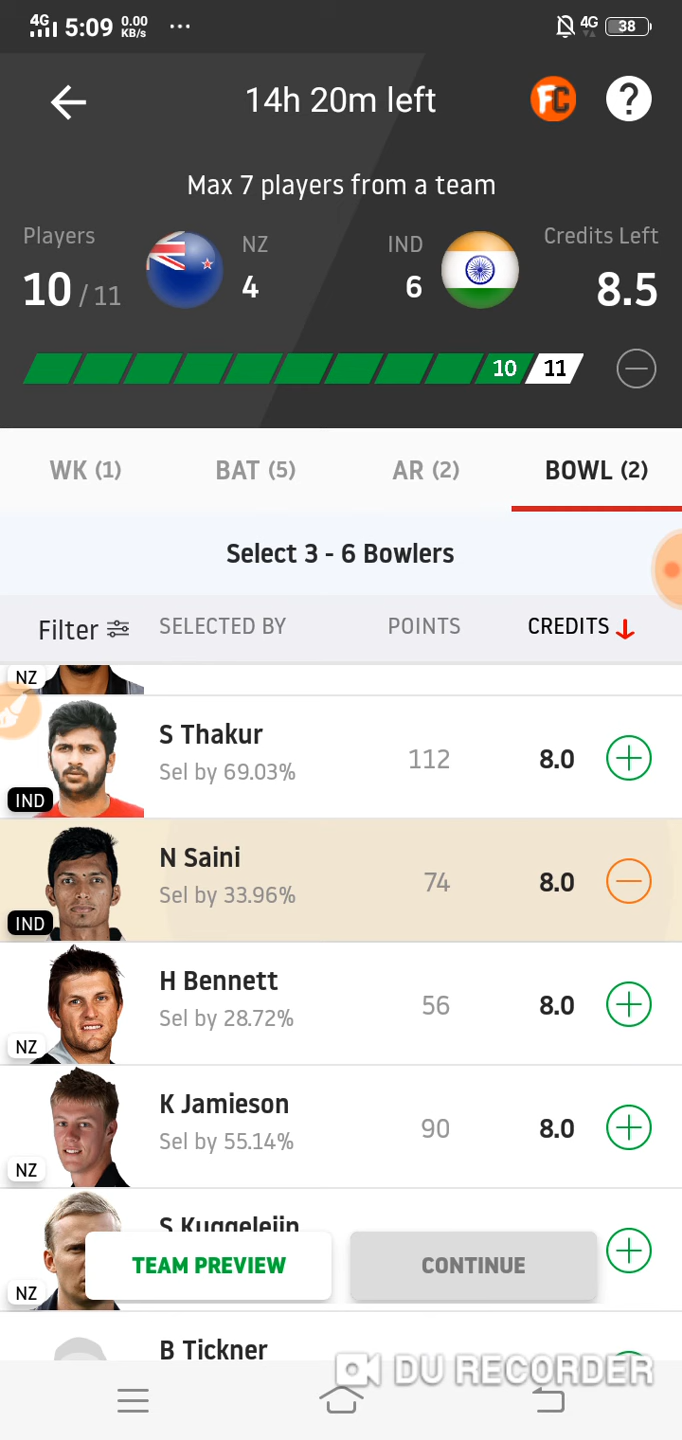 4G 5:09 0.00 KB/s ... 4G 38
14h 20m left FC ?
Max 7 players from a team
Players NZ IND Credits Left
10 / 11 4 6 8.5
10 11
WK (1) BAT (5) AR (2) BOWL (2)
Select 3 - 6 Bowlers
Filter SELECTED BY POINTS CREDITS
NZ
S Thakur
Sel by 69.03% 112 8.0
IND
N Saini
Sel by 33.96% 74 8.0
IND
H Bennett
Sel by 28.72% 56 8.0
NZ
K Jamieson
Sel by 55.14% 90 8.0
NZ
S Kuggeleijn
TEAM PREVIEW CONTINUE
NZ
B Tickner
DU RECORDER